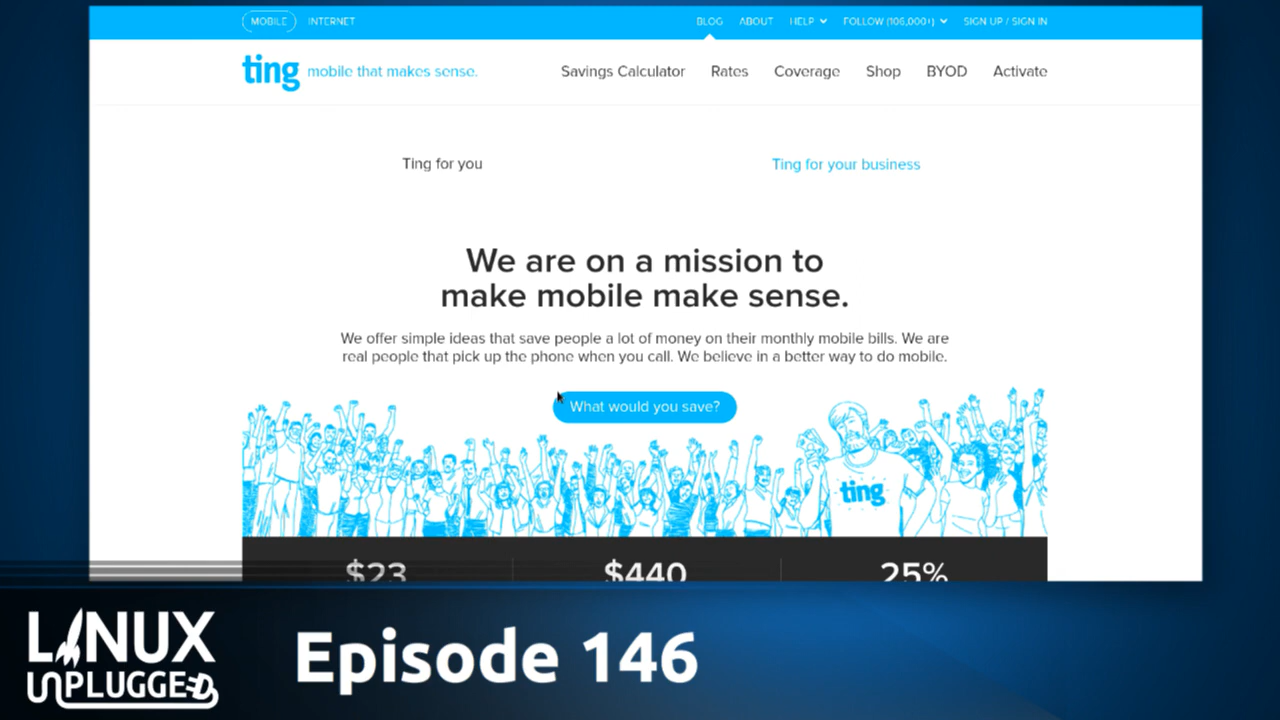 MOBILE INTERNET BLOG ABOUT HELP FOLLOW (106,000+) SIGN UP / SIGN IN
ting mobile that makes sense. Savings Calculator Rates Coverage Shop BYOD Activate
Ting for you Ting for your business
We are on a mission to
make mobile make sense.
We offer simple ideas that save people a lot of money on their monthly mobile bills. We are
real people that pick up the phone when you call. We believe in a better way to do mobile.
What would you save?
ting
$23 $440 25%
LINUX
UNPLUGGED
Episode 146